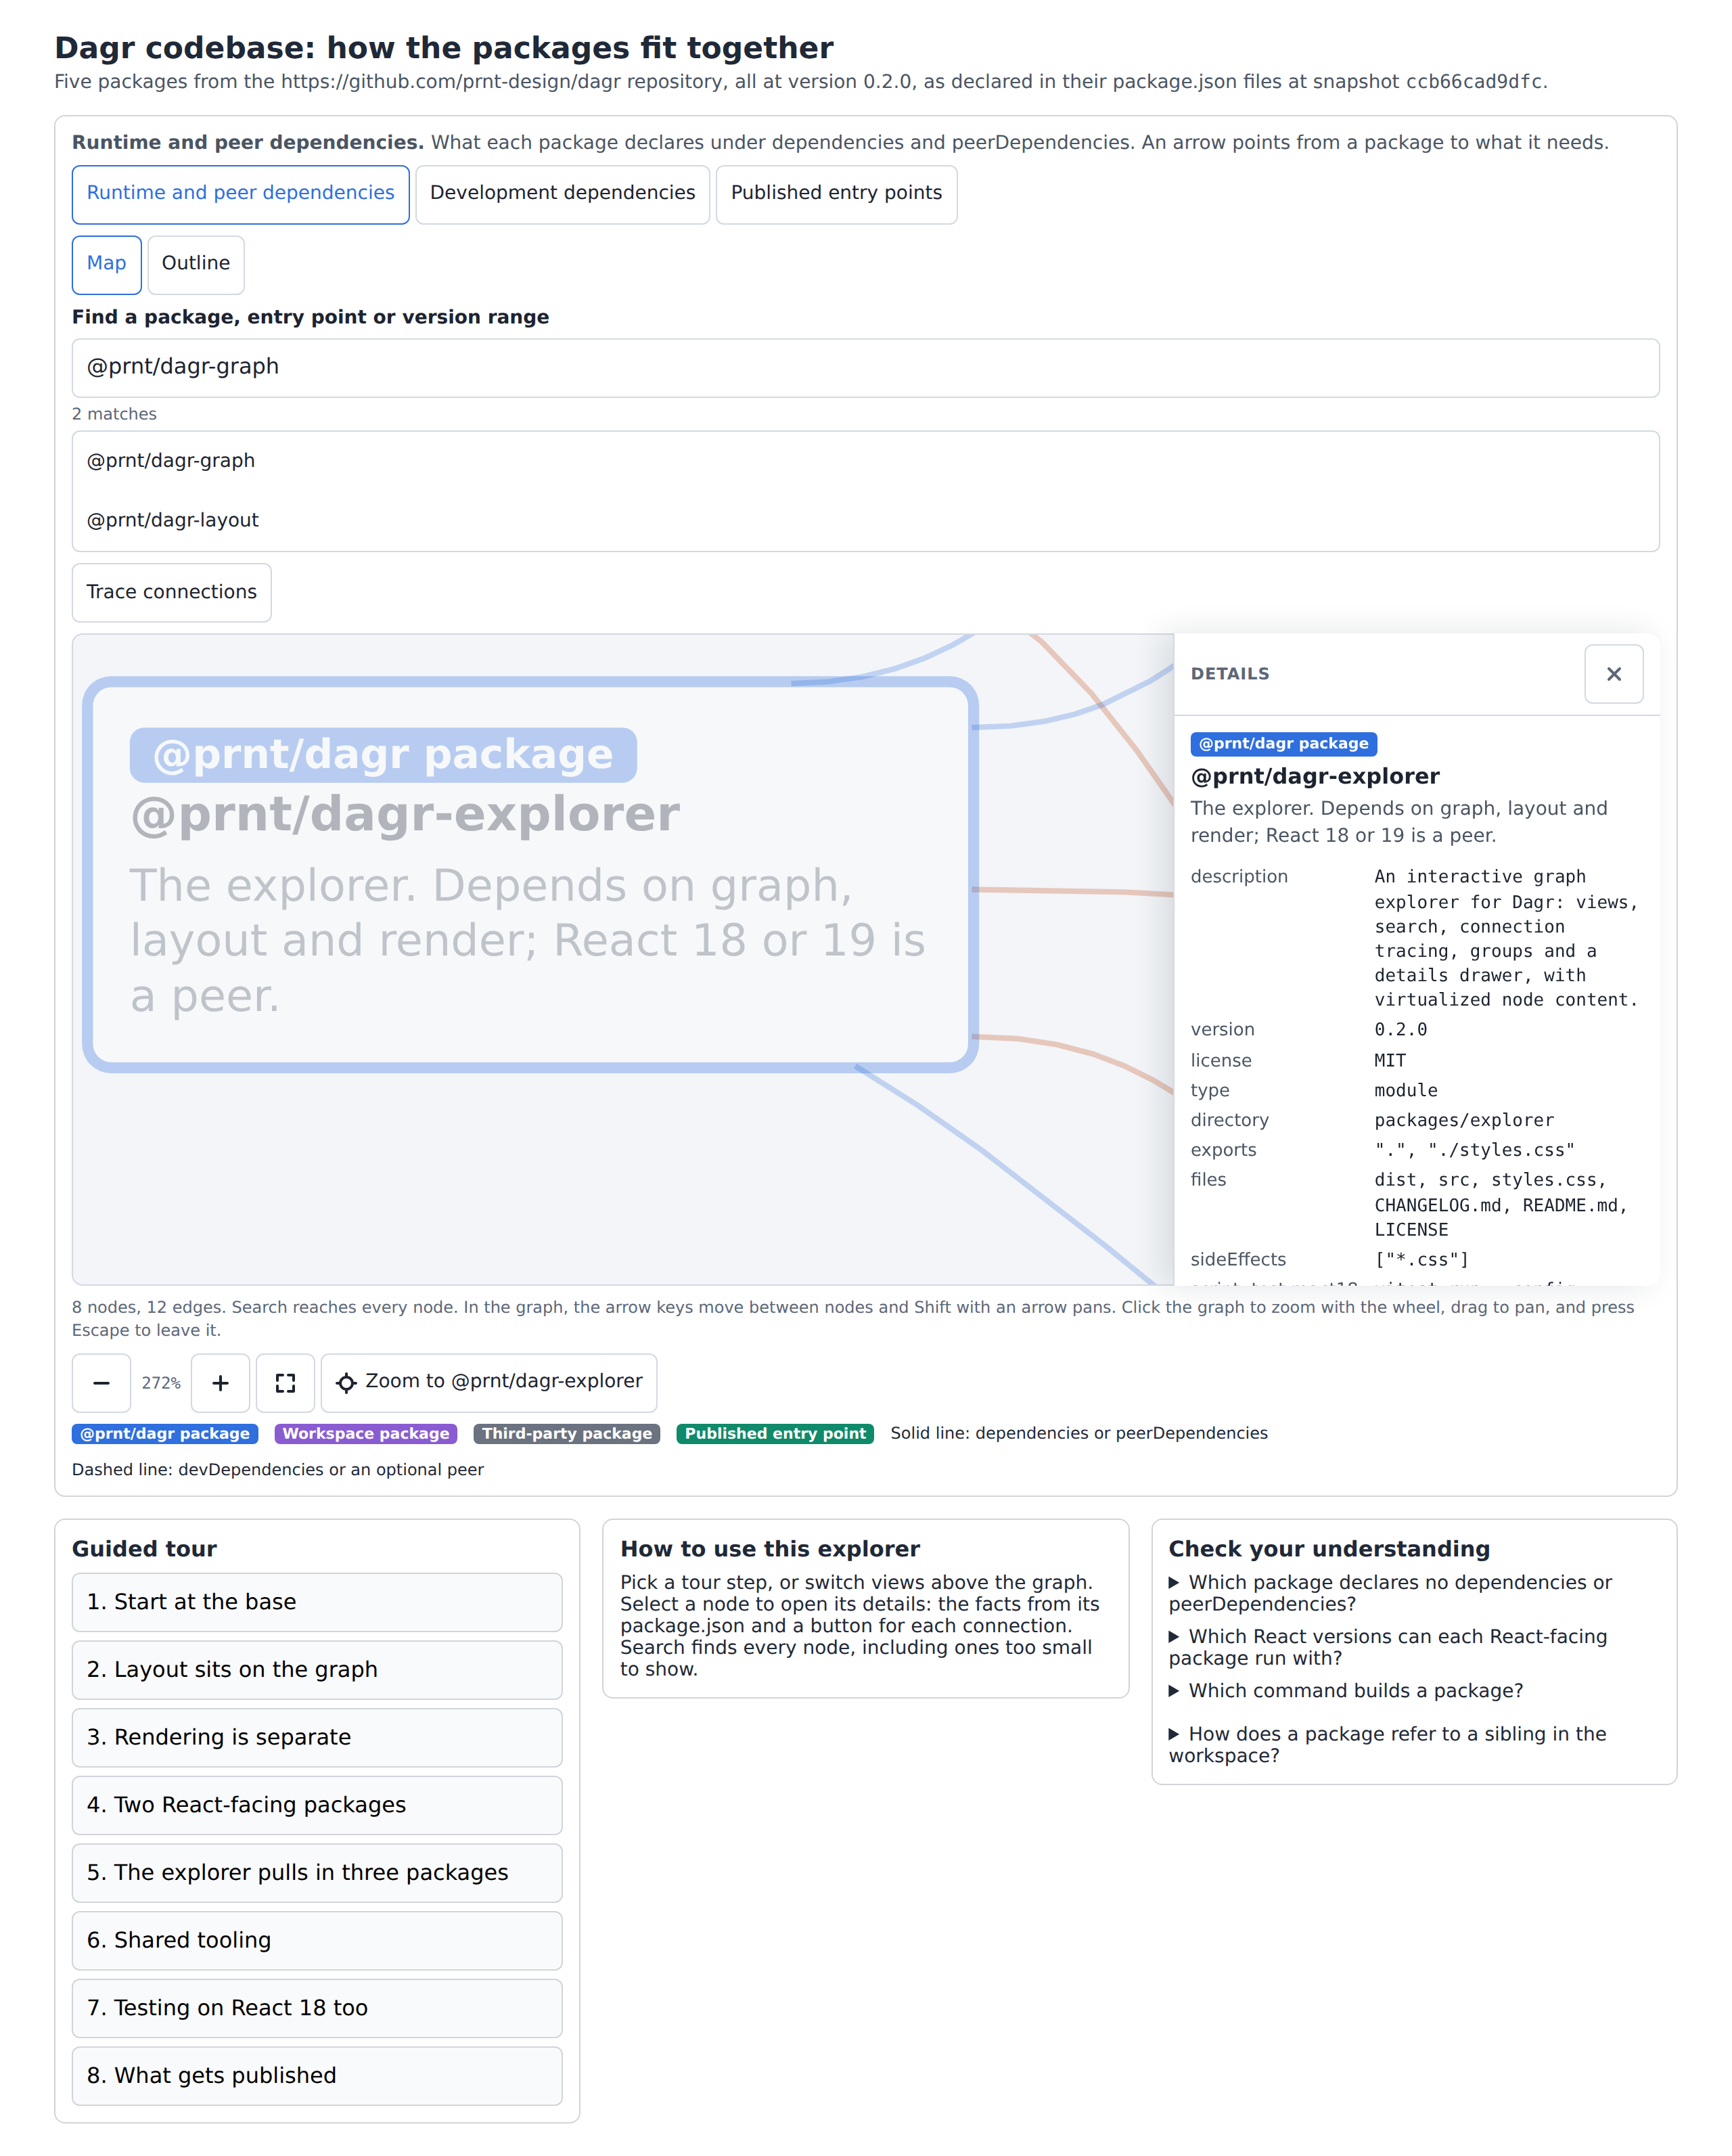 Dagr codebase: how the packages fit together
Five packages from the https://github.com/prnt-design/dagr repository, all at version 0.2.0, as declared in their package.json files at snapshot ccb66cad9dfc.
Runtime and peer dependencies. What each package declares under dependencies and peerDependencies. An arrow points from a package to what it needs.
Runtime and peer dependencies
Development dependencies
Published entry points
Map
Outline
Find a package, entry point or version range
@prnt/dagr-graph
2 matches
@prnt/dagr-graph
@prnt/dagr-layout
Trace connections
@prnt/dagr package
@prnt/dagr-explorer
The explorer. Depends on graph,
layout and render; React 18 or 19 is
a peer.
DETAILS
@prnt/dagr package
@prnt/dagr-explorer
The explorer. Depends on graph, layout and
render; React 18 or 19 is a peer.
description An interactive graph
explorer for Dagr: views,
search, connection
tracing, groups and a
details drawer, with
virtualized node content.
version 0.2.0
license MIT
type module
directory packages/explorer
exports ".", "./styles.css"
files dist, src, styles.css,
CHANGELOG.md, README.md,
LICENSE
sideEffects ["*.css"]
8 nodes, 12 edges. Search reaches every node. In the graph, the arrow keys move between nodes and Shift with an arrow pans. Click the graph to zoom with the wheel, drag to pan, and press
Escape to leave it.
272%
Zoom to @prnt/dagr-explorer
@prnt/dagr package
Workspace package
Third-party package
Published entry point
Solid line: dependencies or peerDependencies
Dashed line: devDependencies or an optional peer
Guided tour
1. Start at the base
2. Layout sits on the graph
3. Rendering is separate
4. Two React-facing packages
5. The explorer pulls in three packages
6. Shared tooling
7. Testing on React 18 too
8. What gets published
How to use this explorer
Pick a tour step, or switch views above the graph.
Select a node to open its details: the facts from its
package.json and a button for each connection.
Search finds every node, including ones too small
to show.
Check your understanding
Which package declares no dependencies or
peerDependencies?
Which React versions can each React-facing
package run with?
Which command builds a package?
How does a package refer to a sibling in the
workspace?